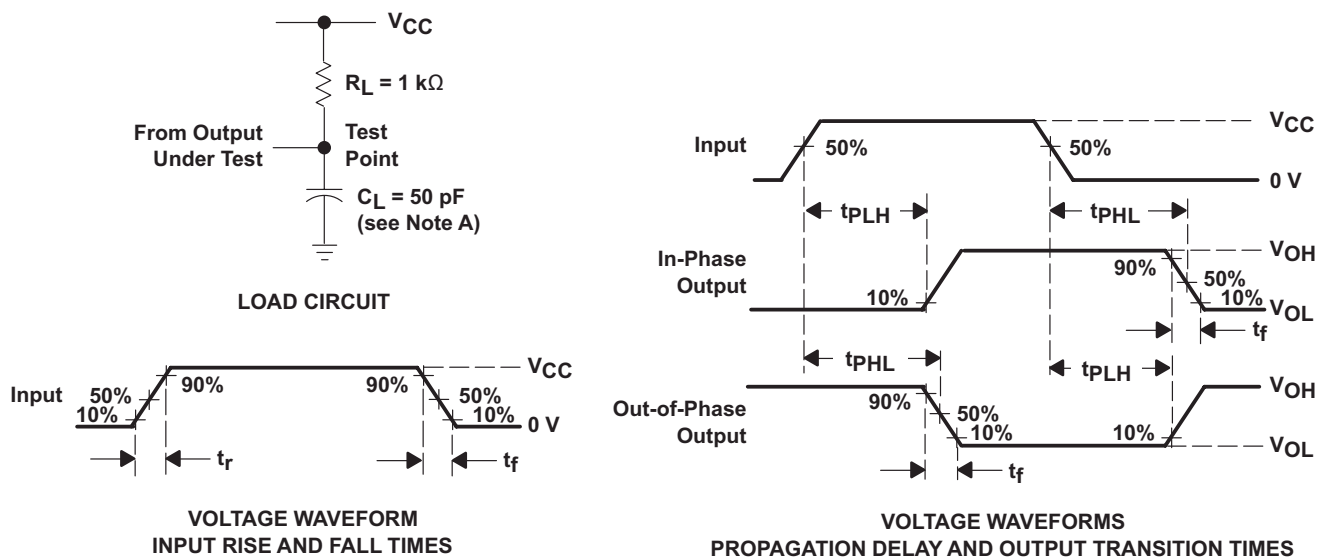 VCC
RL = 1 kΩ
From Output
Under Test
Test
Point
CL = 50 pF
(see Note A)
LOAD CIRCUIT
Input
50%
10%
90%
90%
50%
10%
VCC
0 V
tr
tf
VOLTAGE WAVEFORM
INPUT RISE AND FALL TIMES
Input
50%
50%
VCC
0 V
tPLH
tPHL
In-Phase
Output
10%
90%
50%
10%
VOH
VOL
tf
tPHL
tPLH
Out-of-Phase
Output
90%
50%
10%
10%
VOH
VOL
tf
VOLTAGE WAVEFORMS
PROPAGATION DELAY AND OUTPUT TRANSITION TIMES